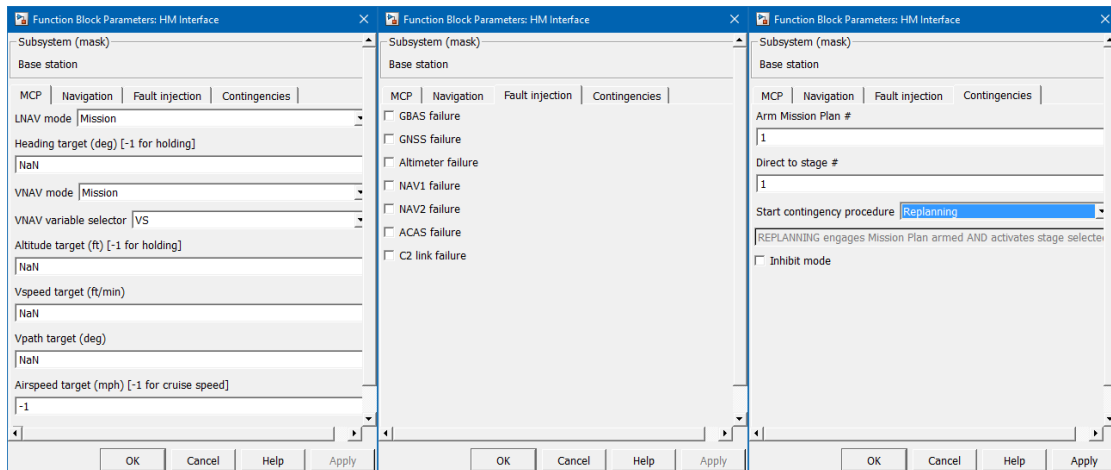 Function Block Parameters: HM Interface
Subsystem (mask)
Base station
MCP Navigation Fault injection Contingencies
LNAV mode Mission
Heading target (deg) [-1 for holding]
NaN
VNAV mode Mission
VNAV variable selector VS
Altitude target (ft) [-1 for holding]
NaN
Vspeed target (ft/min)
NaN
Vpath target (deg)
NaN
Airspeed target (mph) [-1 for cruise speed]
-1
OK Cancel Help Apply
Function Block Parameters: HM Interface
Subsystem (mask)
Base station
MCP Navigation Fault injection Contingencies
GBAS failure
GNSS failure
Altimeter failure
NAV1 failure
NAV2 failure
ACAS failure
C2 link failure
OK Cancel Help Apply
Function Block Parameters: HM Interface
Subsystem (mask)
Base station
MCP Navigation Fault injection Contingencies
Arm Mission Plan #
1
Direct to stage #
1
Start contingency procedure Replanning
REPLANNING engages Mission Plan armed AND activates stage selected
Inhibit mode
OK Cancel Help Apply